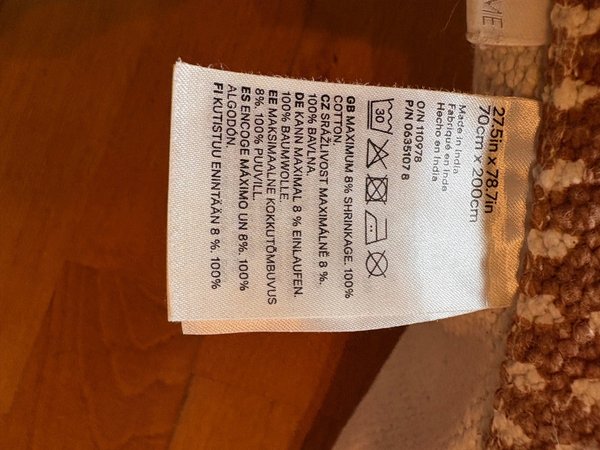 ME
27.5in x 78.7in
70cm x 200cm
Made in India
Fabriqué en Inde
Hecho en India
O/N 110978
P/N 0635107 8
30
GB MAXIMUM 8% SHRINKAGE. 100%
COTTON.
CZ SRÁŽLIVOST MAXIMÁLNĚ 8 %.
100% BAVLNA.
DE KANN MAXIMAL 8 % EINLAUFEN.
100% BAUMWOLLE.
EE MAKSIMAALNE KOKKUTÕMBUVUS
8%. 100% PUUVILL.
ES ENCOGE MÁXIMO UN 8%. 100%
ALGODÓN.
FI KUTISTUU ENINTÄÄN 8 %. 100%